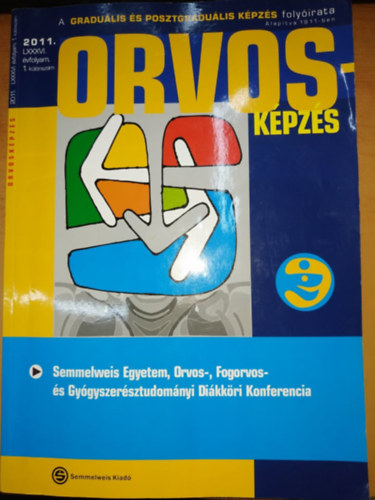 A GRADUÁLIS ÉS POSZTGRADUÁLIS KÉPZÉS folyóirata
Alapítva 1911-ben
2011.
LXXXVI.
évfolyam,
1. különszám
ORVOS-
KÉPZÉS
ORVOSKÉPZÉS
Semmelweis Egyetem, Orvos-, Fogorvos-
és Gyógyszerésztudományi Diákköri Konferencia
Semmelweis Kiadó